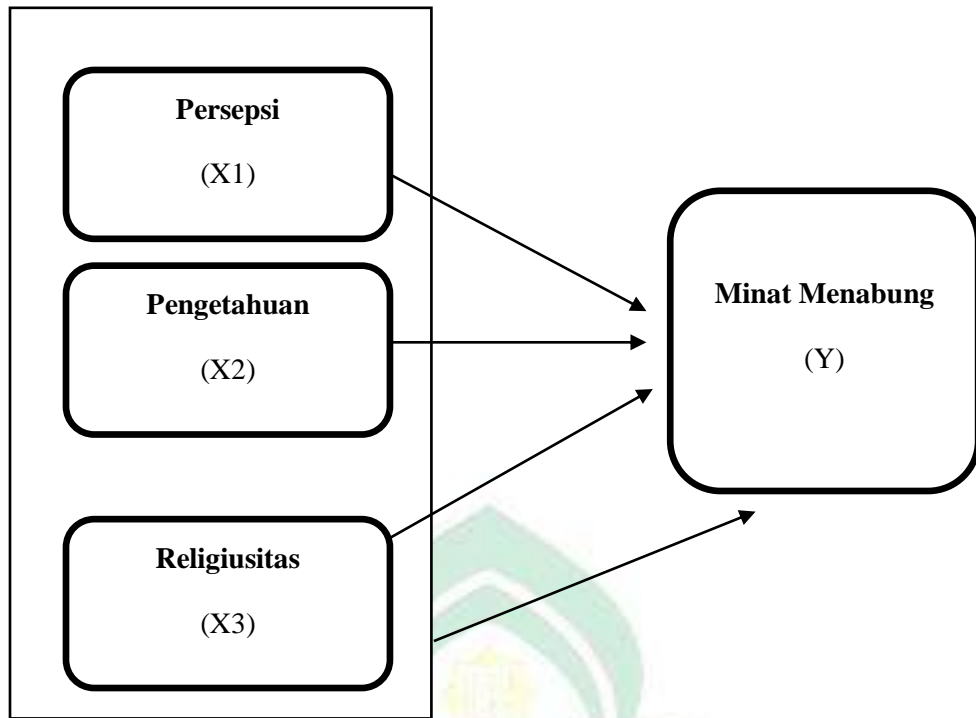 Persepsi
(X1)
Pengetahuan
(X2)
Religiusitas
(X3)
Minat Menabung
(Y)